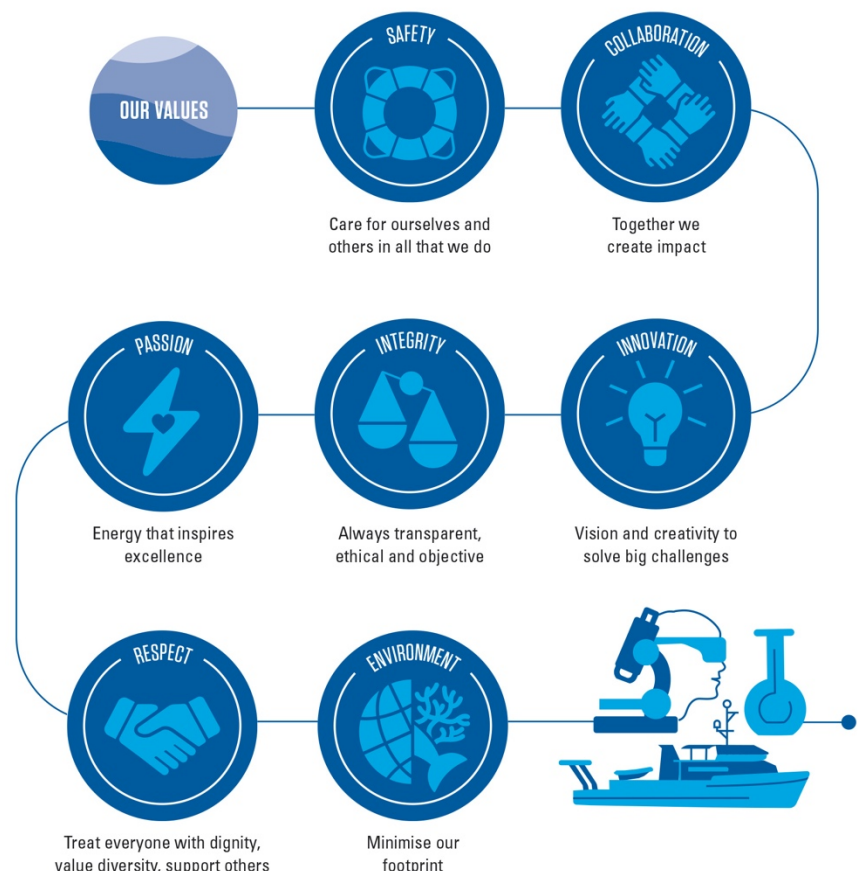 OUR VALUES
SAFETY
Care for ourselves and
others in all that we do
COLLABORATION
Together we
create impact
INNOVATION
Vision and creativity to
solve big challenges
INTEGRITY
Always transparent,
ethical and objective
PASSION
Energy that inspires
excellence
RESPECT
Treat everyone with dignity,
value diversity, support others
ENVIRONMENT
Minimise our
footprint